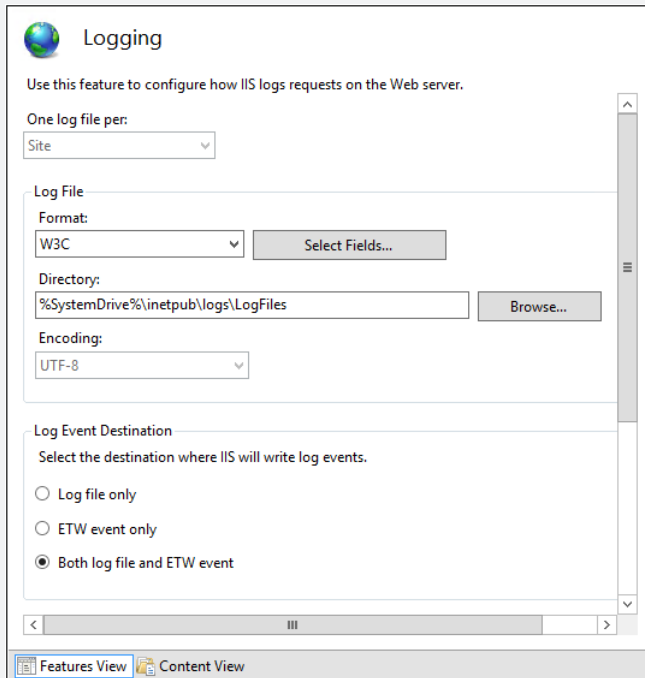 Logging
Use this feature to configure how IIS logs requests on the Web server.
One log file per:
Site
Log File
Format:
W3C
Select Fields...
Directory:
%SystemDrive%\inetpub\logs\LogFiles
Browse...
Encoding:
UTF-8
Log Event Destination
Select the destination where IIS will write log events.
Log file only
ETW event only
Both log file and ETW event
Features View
Content View